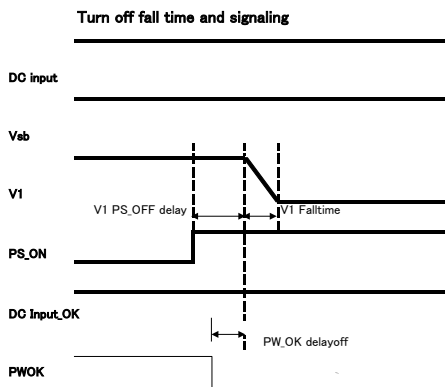 Turn off fall time and signaling
DC input
Vsb
V1
V1 PS_OFF delay
V1 Falltime
PS_ON
DC Input_OK
PW_OK delayoff
PWOK